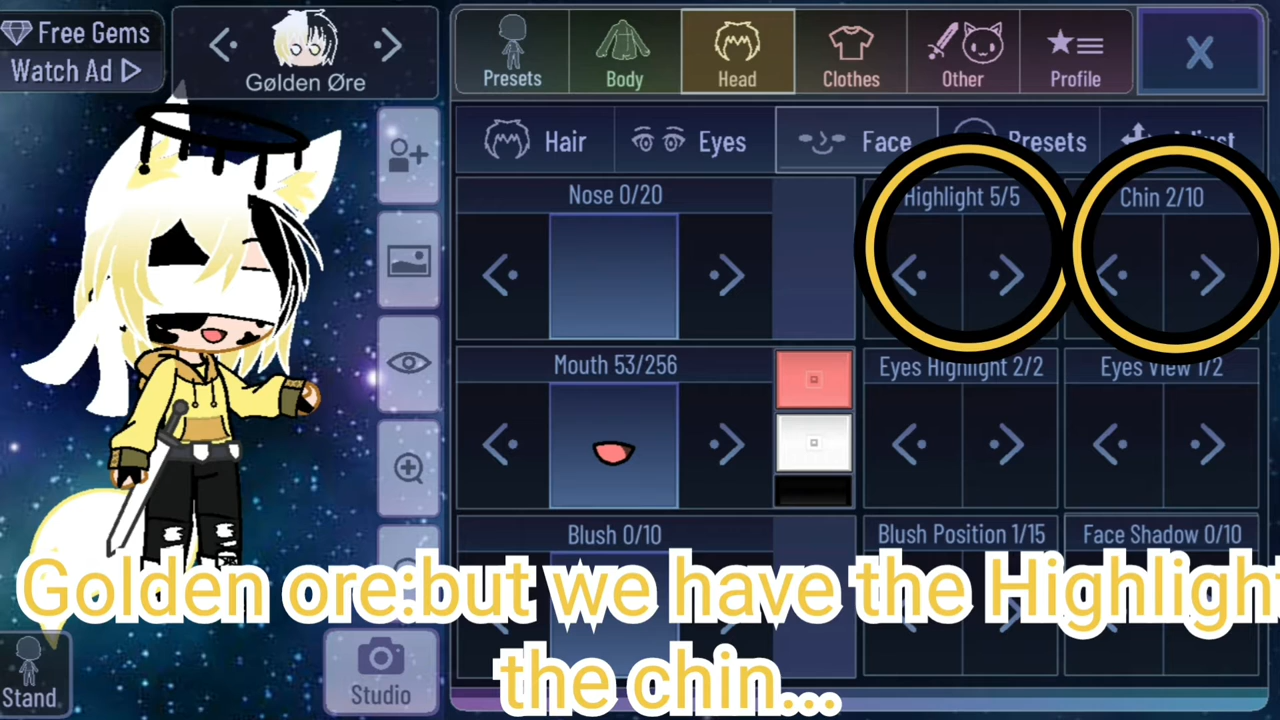 Free Gems
Watch Ad ▷
Gølden Øre
Presets
Body
Head
Clothes
Other
Profile
X
Hair
Eyes
Face
Presets
Adjust
Nose 0/20
Highlight 5/5
Chin 2/10
Mouth 53/256
Eyes Highlight 2/2
Eyes View 1/2
Blush 0/10
Blush Position 1/15
Face Shadow 0/10
Golden ore:but we have the Highlight
the chin...
Stand
Studio